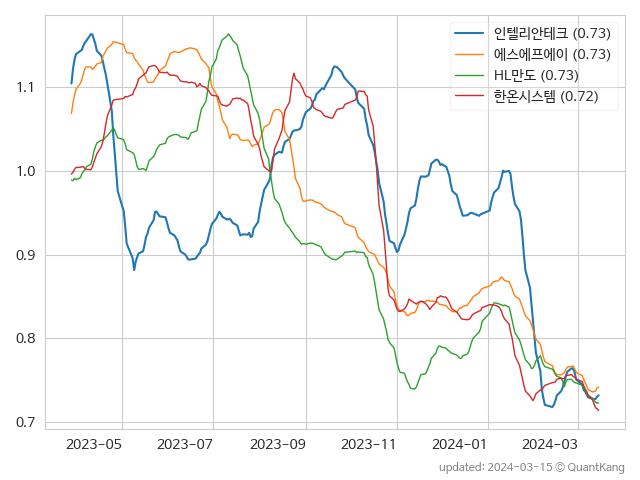 인텔리안테크 (0.73)
에스에프에이 (0.73)
HL만도 (0.73)
한온시스템 (0.72)
1.1
1.0
0.9
0.8
0.7
2023-05 2023-07 2023-09 2023-11 2024-01 2024-03
updated: 2024-03-15 © QuantKang